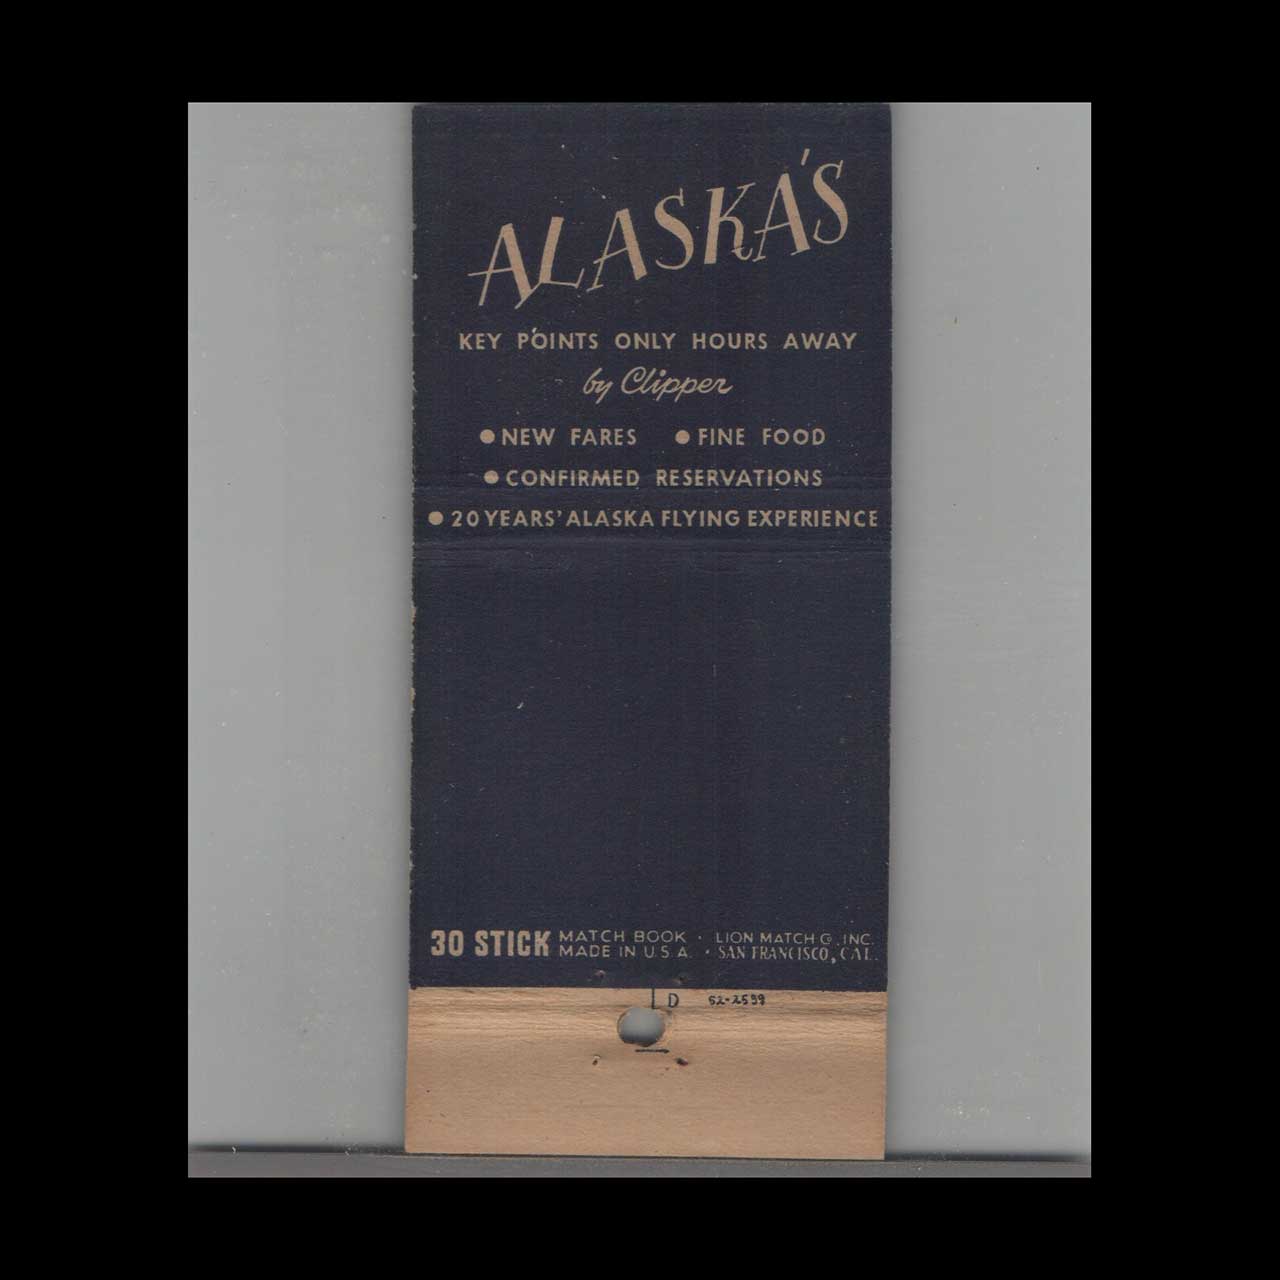 ALASKA'S
KEY POINTS ONLY HOURS AWAY
by Clipper
● NEW FARES ● FINE FOOD
● CONFIRMED RESERVATIONS
● 20 YEARS' ALASKA FLYING EXPERIENCE
30 STICK MATCH BOOK · LION MATCH CO., INC.
MADE IN U.S.A. · SAN FRANCISCO, CAL.
D 52-2599